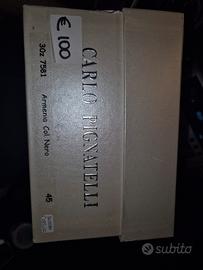 € 100
CARLO PIGNATELLI
30z 7581
Armenia Col Nero
45
subito